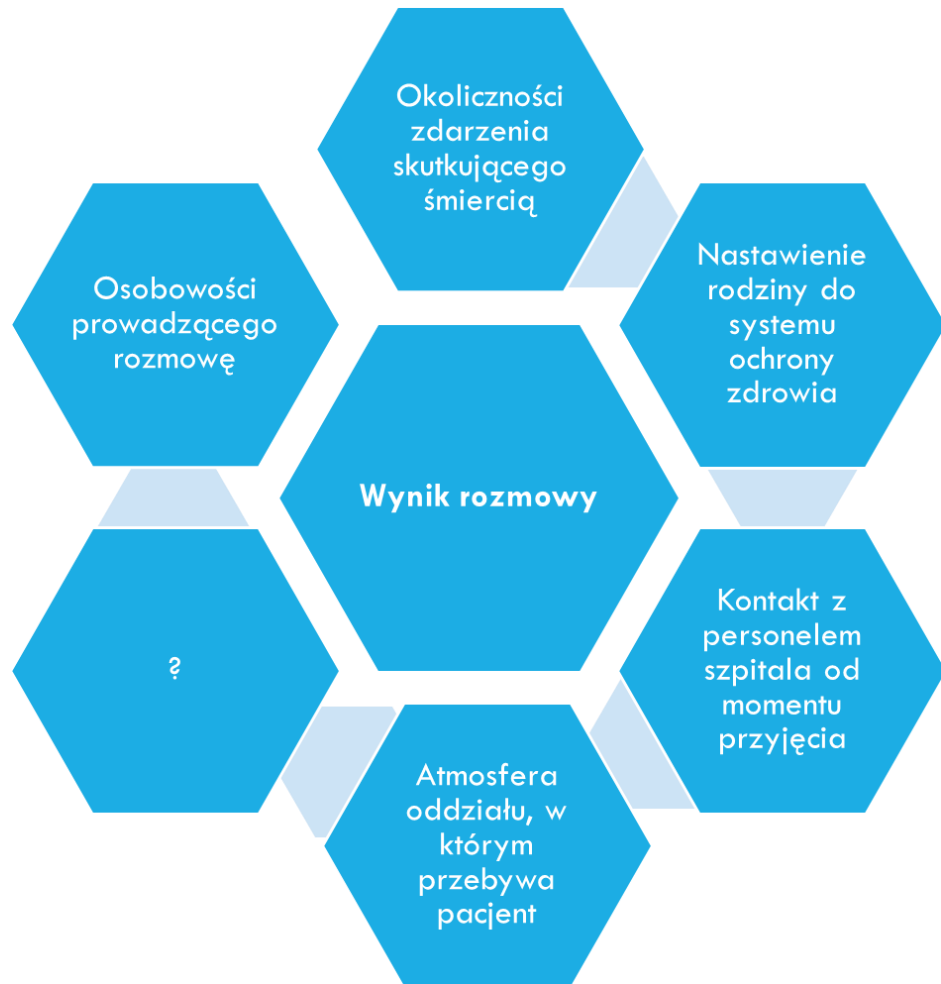 Okoliczności
zdarzenia
skutkującego
śmiercią
Nastawienie
rodziny do
systemu
ochrony
zdrowia
Kontakt z
personelem
szpitala od
momentu
przyjęcia
Atmosfera
oddziału, w
którym
przebywa
pacjent
?
Osobowości
prowadzącego
rozmowę
Wynik rozmowy